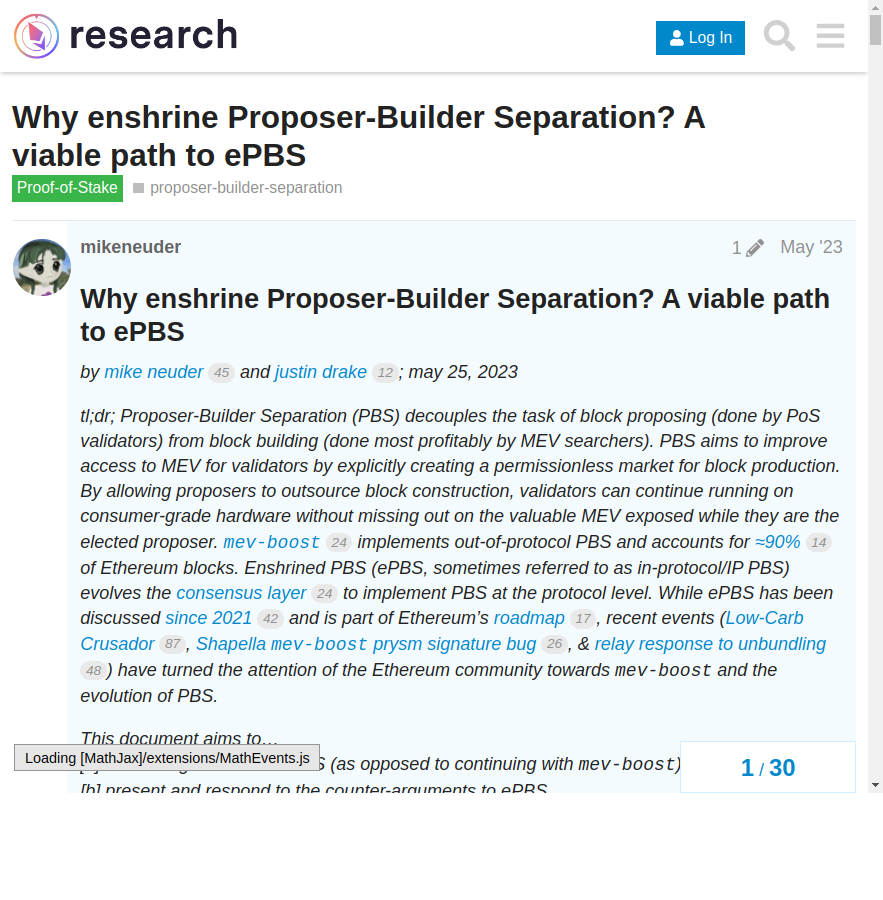 research
Log In
Why enshrine Proposer-Builder Separation? A
viable path to ePBS
Proof-of-Stake proposer-builder-separation
mikeneuder 1 May '23
Why enshrine Proposer-Builder Separation? A viable path
to ePBS
by mike neuder 45 and justin drake 12; may 25, 2023
tl;dr; Proposer-Builder Separation (PBS) decouples the task of block proposing (done by PoS
validators) from block building (done most profitably by MEV searchers). PBS aims to improve
access to MEV for validators by explicitly creating a permissionless market for block production.
By allowing proposers to outsource block construction, validators can continue running on
consumer-grade hardware without missing out on the valuable MEV exposed while they are the
elected proposer. mev-boost 24 implements out-of-protocol PBS and accounts for ≈90% 14
of Ethereum blocks. Enshrined PBS (ePBS, sometimes referred to as in-protocol/IP PBS)
evolves the consensus layer 24 to implement PBS at the protocol level. While ePBS has been
discussed since 2021 42 and is part of Ethereum’s roadmap 17, recent events (Low-Carb
Crusador 87, Shapella mev-boost prysm signature bug 26, & relay response to unbundling
48) have turned the attention of the Ethereum community towards mev-boost and the
evolution of PBS.
This document aims to…
(as opposed to continuing with mev-boost)
[b] present and respond to the counter-arguments to ePBS
Loading [MathJax]/extensions/MathEvents.js
1 / 30